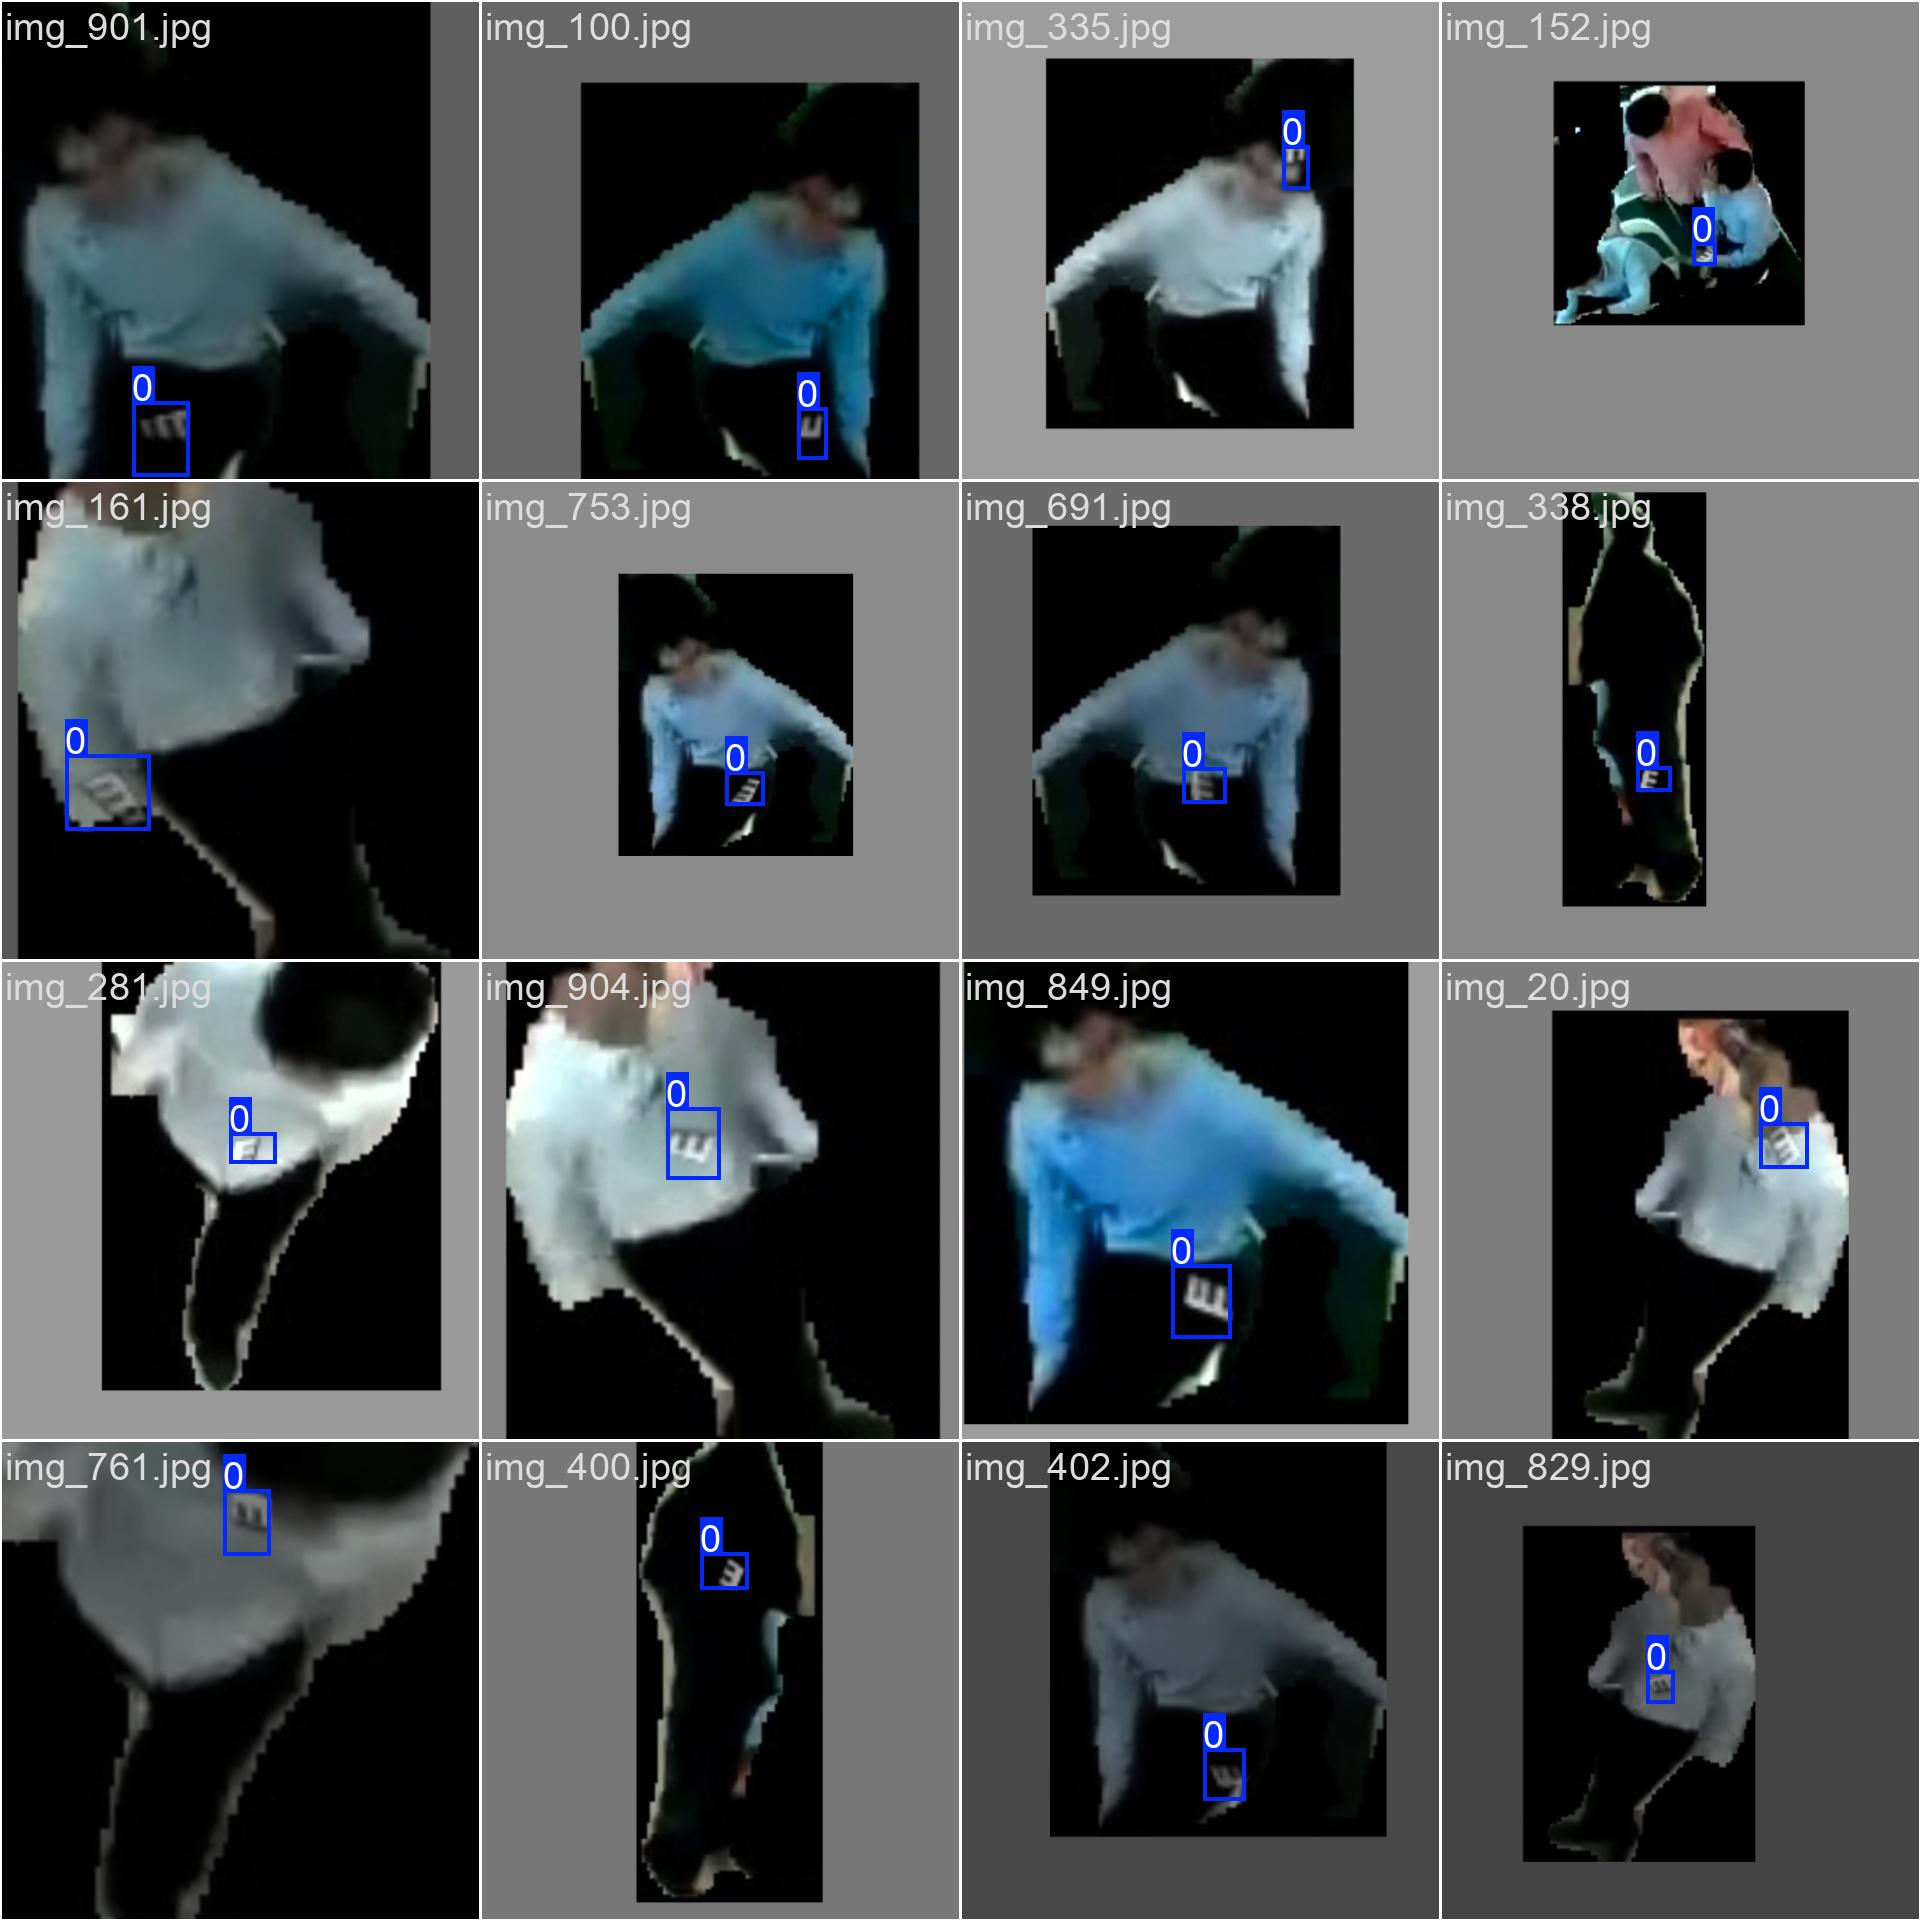 img_901.jpg img_100.jpg img_335.jpg img_152.jpg
0 0 0 0
E E E
img_161.jpg img_753.jpg img_691.jpg img_338.jpg
0 0 0 0
E E E E
img_281.jpg img_904.jpg img_849.jpg img_20.jpg
0 0 0 0
E E E E
img_761.jpg img_400.jpg img_402.jpg img_829.jpg
0 0 0 0
E E E E